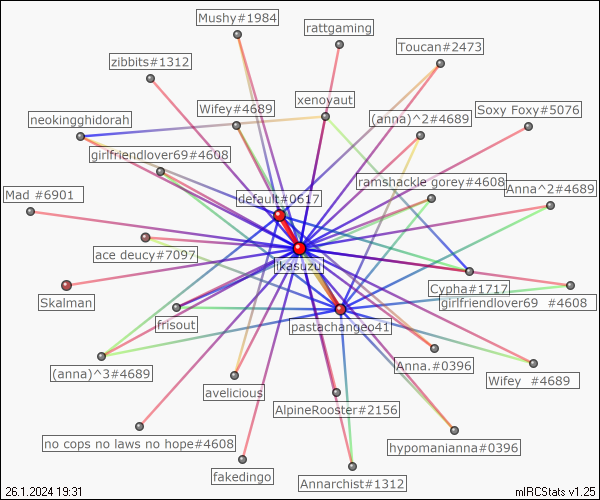 Mushy#1984
rattgaming
Toucan#2473
zibbits#1312
xenoyaut
Wifey#4689
(anna)^2#4689
Soxy Foxy#5076
neokingghidorah
girlfriendlover69#4608
ramshackle gorey#4608
Mad #6901
default#0617
Anna^2#4689
ace deucy#7097
ikasuzu
Skalman
Cypha#1717
girlfriendlover69 #4608
frisout
pastachangeo41
(anna)^3#4689
Anna.#0396
Wifey #4689
avelicious
AlpineRooster#2156
no cops no laws no hope#4608
hypomanianna#0396
fakedingo
Annarchist#1312
26.1.2024 19:31
mIRCStats v1.25